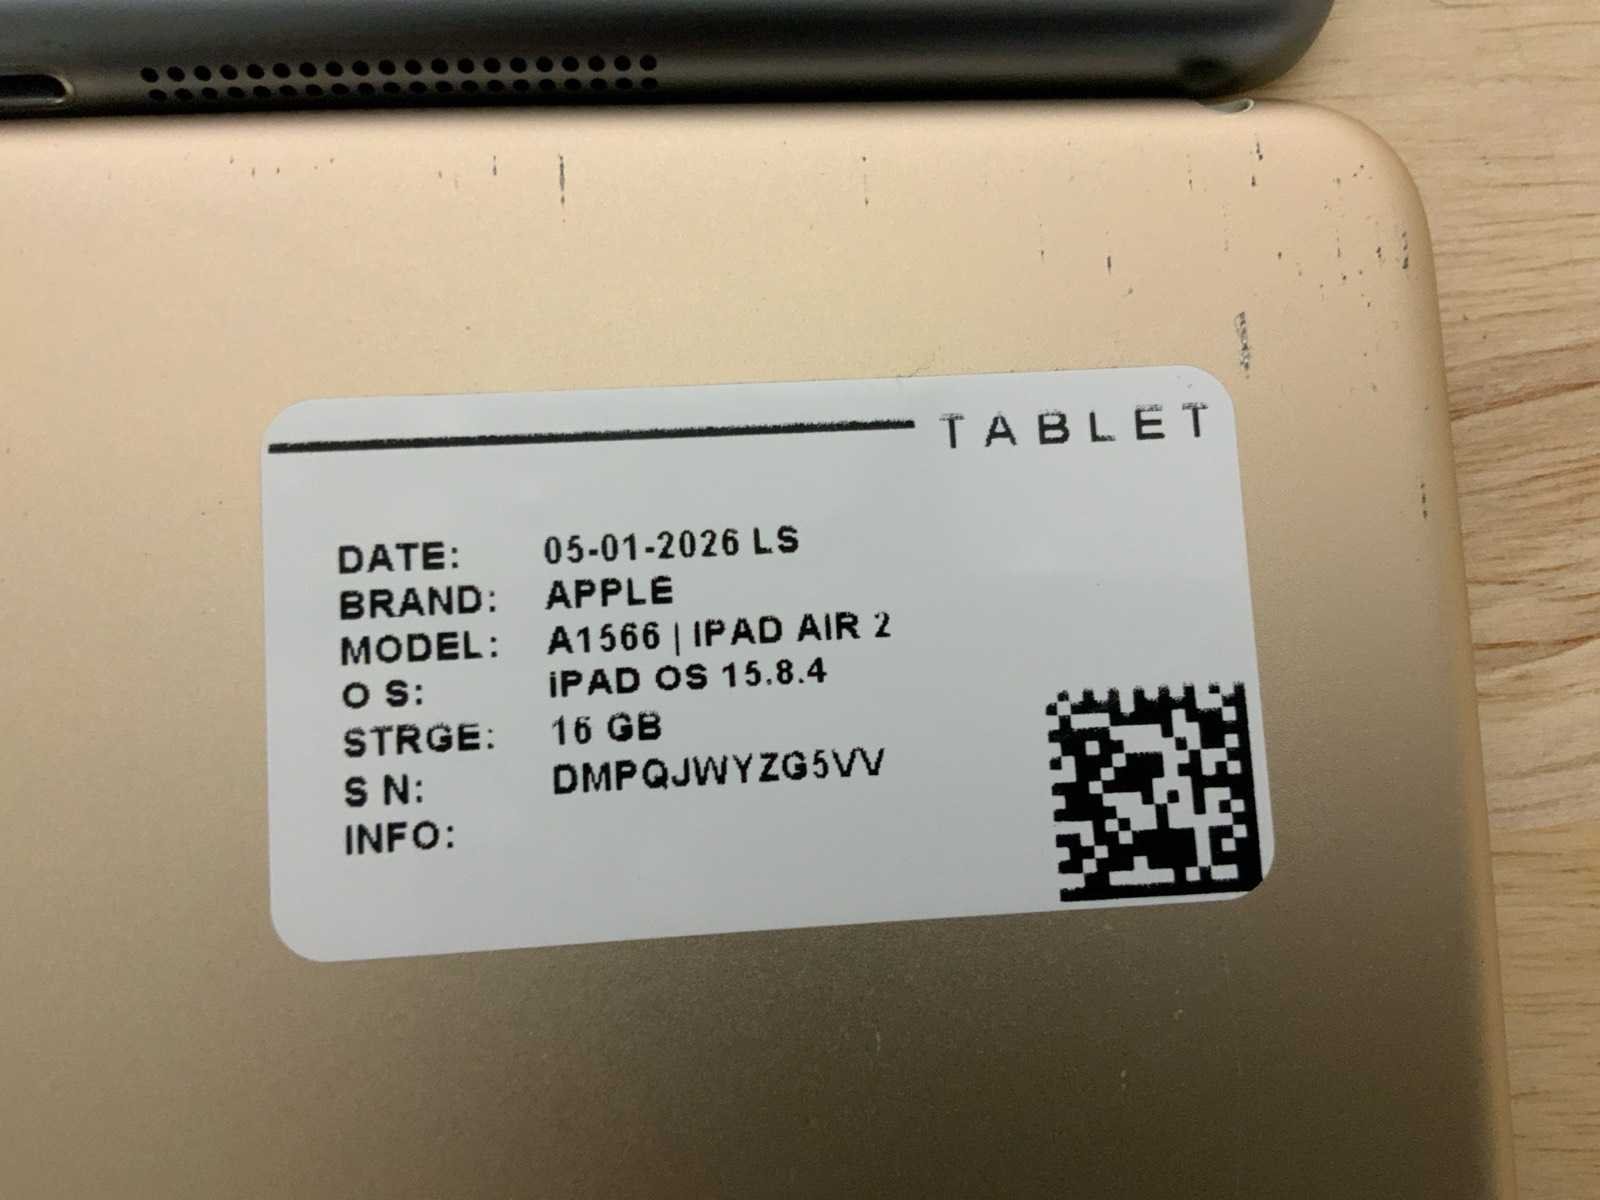 TABLET
DATE: 05-01-2026 LS
BRAND: APPLE
MODEL: A1566 | IPAD AIR 2
O S: iPAD OS 15.8.4
STRGE: 16 GB
S N: DMPQJWYZG5VV
INFO: